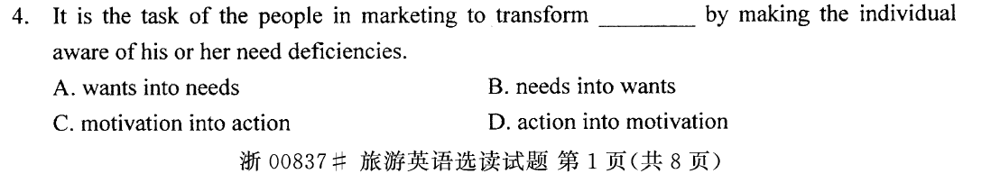 4. It is the task of the people in marketing to transform ________ by making the individual
aware of his or her need deficiencies.
A. wants into needs B. needs into wants
C. motivation into action D. action into motivation
浙 00837# 旅游英语选读试题 第 1 页(共 8 页)